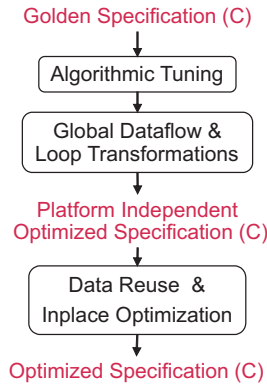 Golden Specification (C)
Algorithmic Tuning
Global Dataflow &
Loop Transformations
Platform Independent
Optimized Specification (C)
Data Reuse &
Inplace Optimization
Optimized Specification (C)